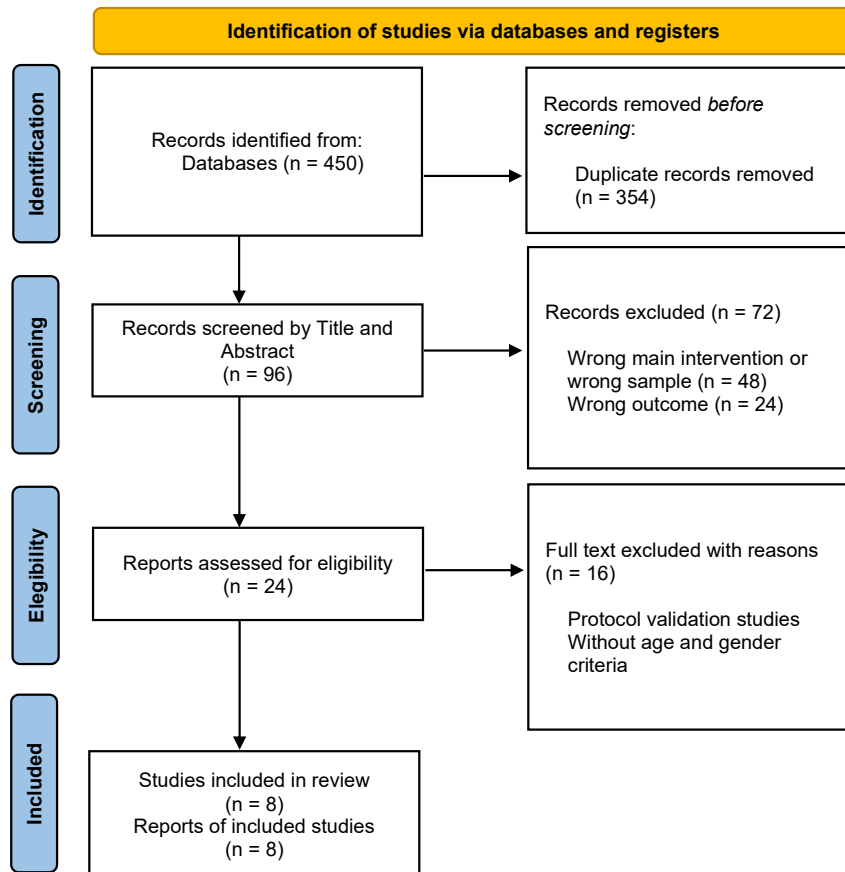 Identification of studies via databases and registers
Identification
Records identified from:
Databases (n = 450)
Records removed before
screening:
Duplicate records removed
(n = 354)
Screening
Records screened by Title and
Abstract
(n = 96)
Records excluded (n = 72)
Wrong main intervention or
wrong sample (n = 48)
Wrong outcome (n = 24)
Elegibility
Reports assessed for eligibility
(n = 24)
Full text excluded with reasons
(n = 16)
Protocol validation studies
Without age and gender
criteria
Included
Studies included in review
(n = 8)
Reports of included studies
(n = 8)